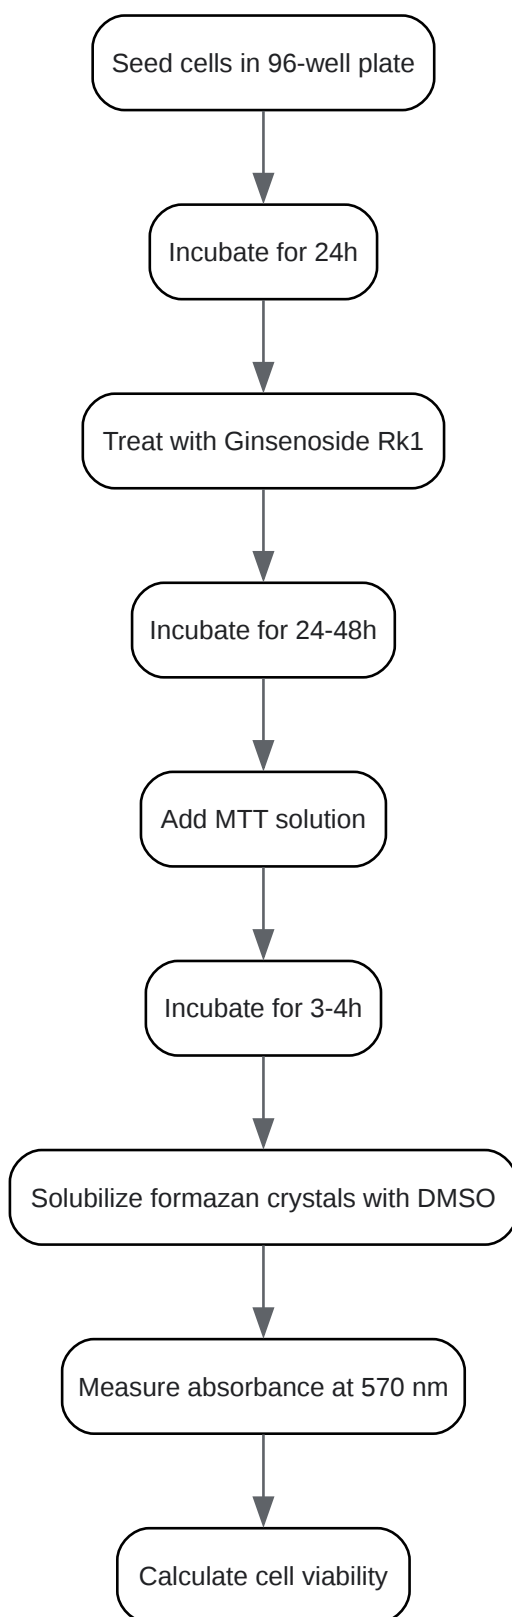 Seed cells in 96-well plate
Incubate for 24h
Treat with Ginsenoside Rk1
Incubate for 24-48h
Add MTT solution
Incubate for 3-4h
Solubilize formazan crystals with DMSO
Measure absorbance at 570 nm
Calculate cell viability